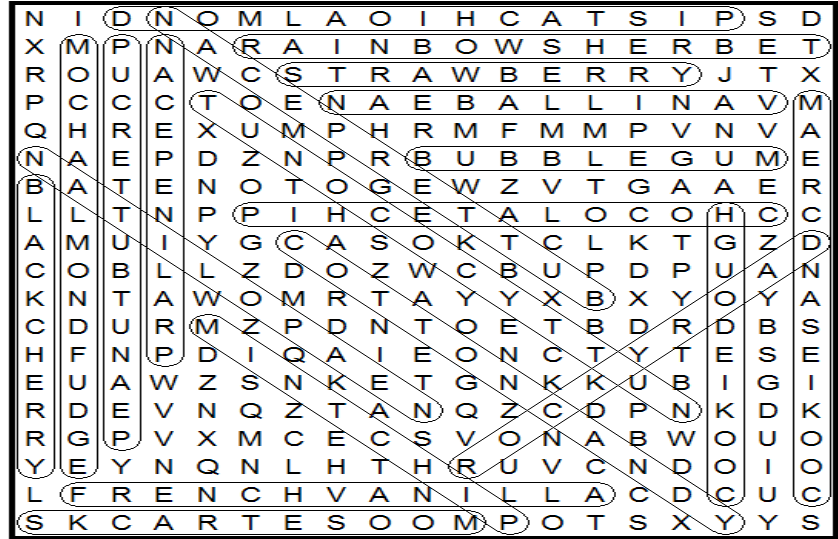 N I D N O M L A O I H C A T S I P S D
X M P N A R A I N B O W S H E R B E T
R O U A W C S T R A W B E R R Y J T X
P C C C T O E N A E B A L L I N A V M
Q H R E X U M P H R M F M M P V N V A
N A E P D Z N P R B U B B L E G U M E
B A T E N O T O G E W Z V T G A A E R
L L T N P P I H C E T A L O C O H C C
A M U I Y G C A S O K T C L K T G Z D
C O B L L Z D O Z W C B U P D P U A N
K N T A W O M R T A Y Y X B X Y O Y A
C D U R M Z P D N T O E T B D R D B S
H F N P D I Q A I E O N C T Y T E S E
E U A W Z S N K E T G N K K U B I G I
R D E V N Q Z T A N Q Z C D P N K D K
R G P V X M C E C S V O N A B W O U O
Y E Y N Q N L H T H R U V C N D O I O
L F R E N C H V A N I L L A C D C U C
S K C A R T E S O O M P O T S X Y Y S